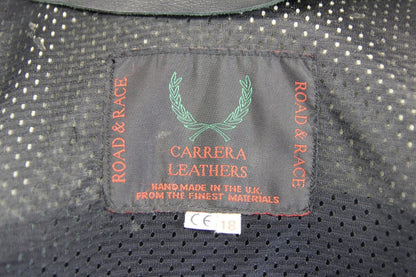 ROAD & RACE
CARRERA
LEATHERS
HAND MADE IN THE U.K.
FROM THE FINEST MATERIALS
ROAD & RACE
CE 18